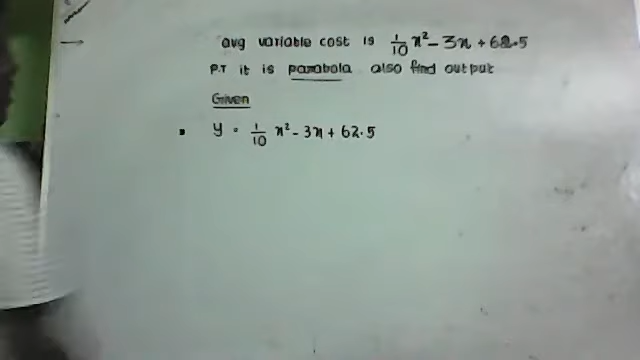 avg variable cost is 1/10 x² - 3x + 62.5
P.T it is parabola also find output
Given
y = 1/10 x² - 3x + 62.5